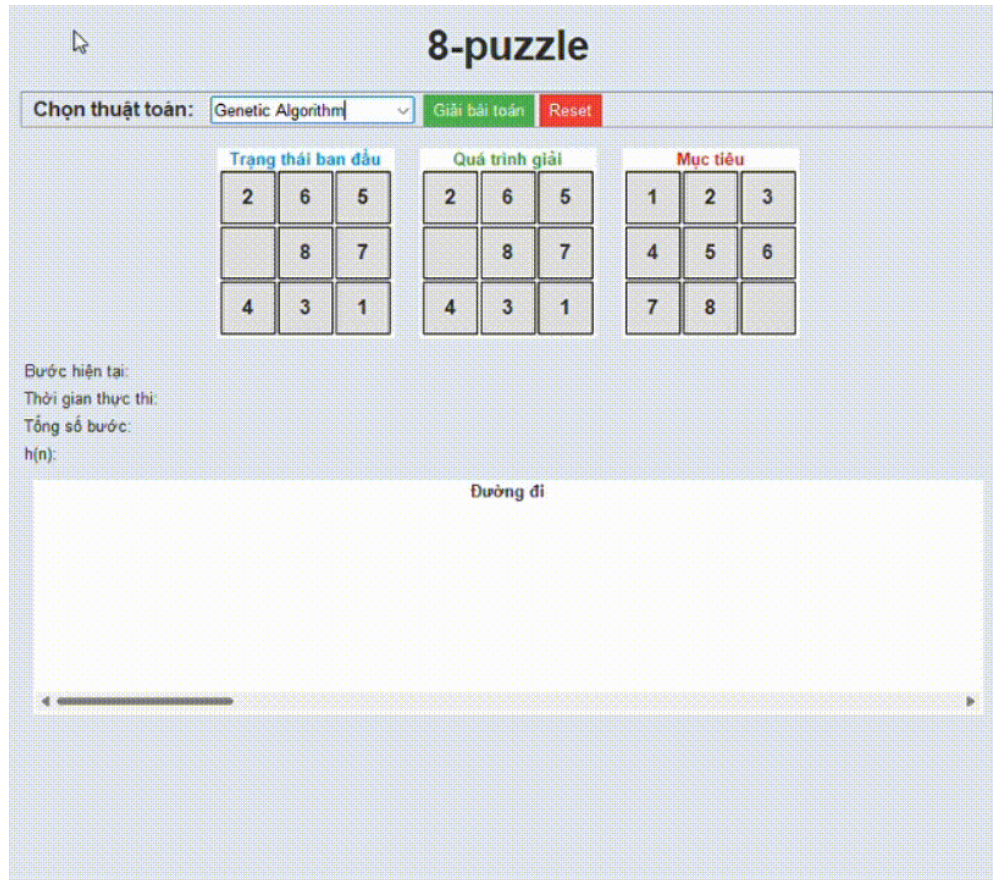 8-puzzle
Chọn thuật toán: Genetic Algorithm Giải bài toán Reset
Trạng thái ban đầu Quá trình giải Mục tiêu
2 6 5 2 6 5 1 2 3
8 7 8 7 4 5 6
4 3 1 4 3 1 7 8
Bước hiện tại:
Thời gian thực thi:
Tổng số bước:
h(n):
Đường đi